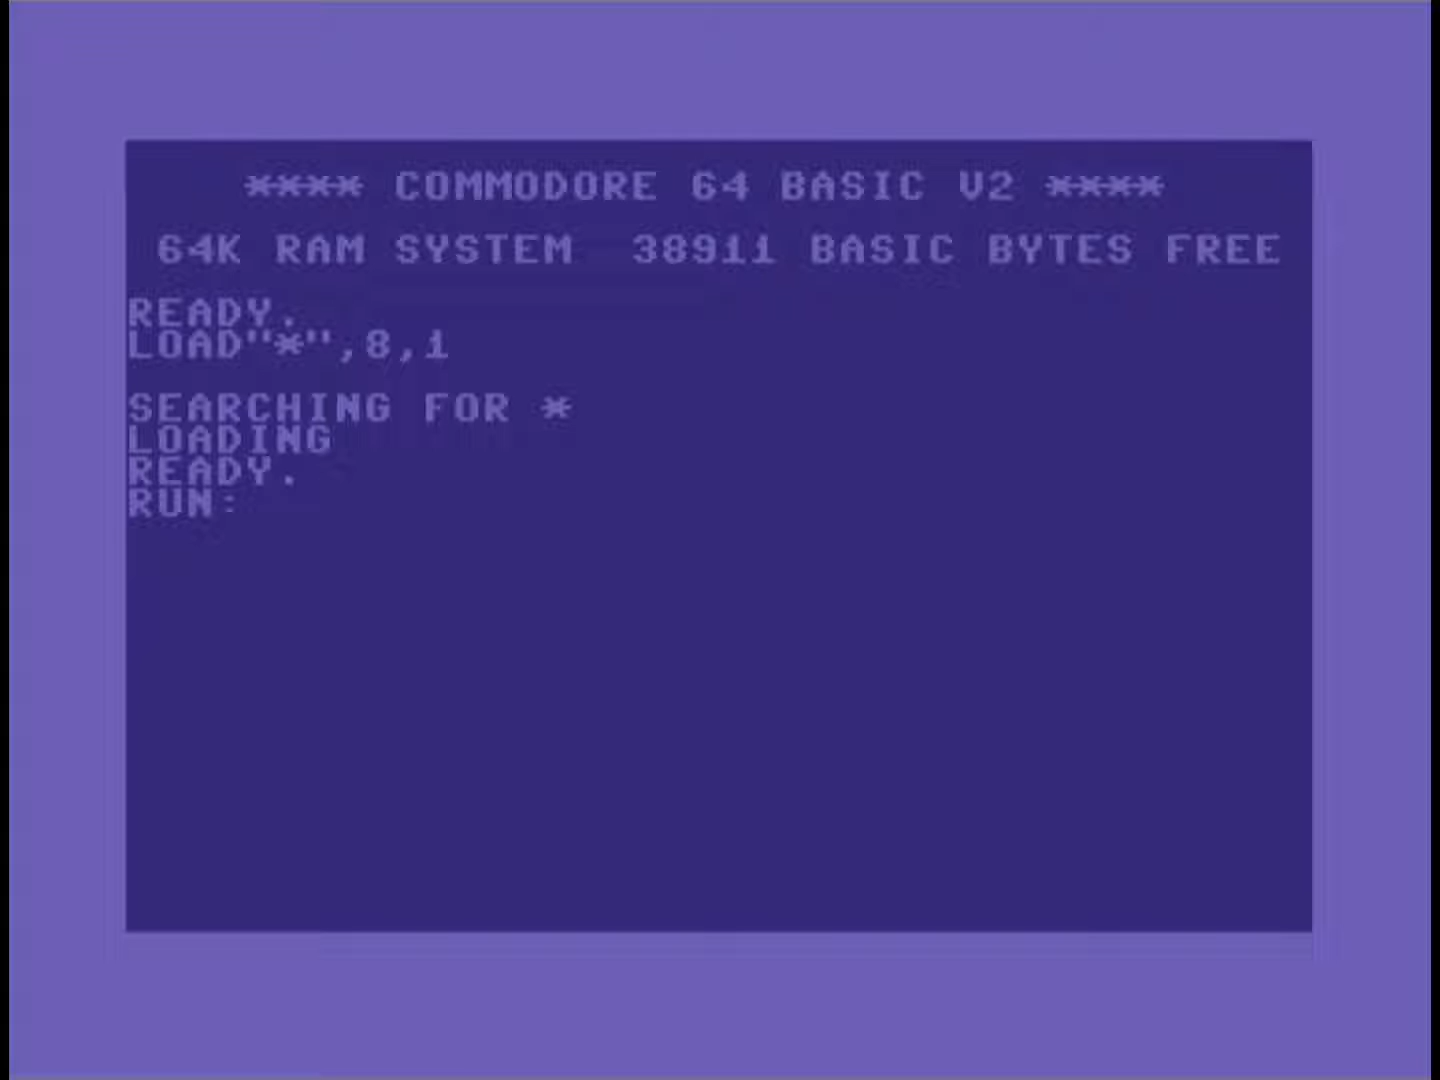 **** COMMODORE 64 BASIC V2 ****
64K RAM SYSTEM  38911 BASIC BYTES FREE
READY.
LOAD"*",8,1
SEARCHING FOR *
LOADING
READY.
RUN: